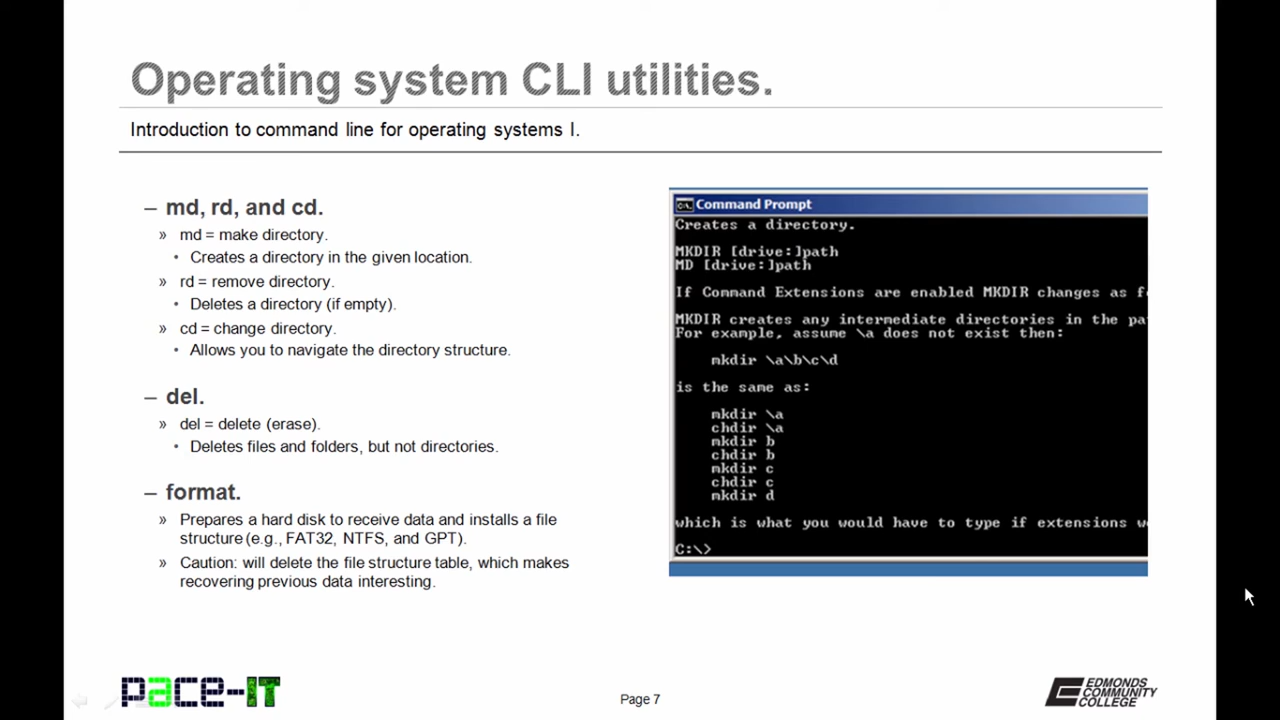 Operating system CLI utilities.
Introduction to command line for operating systems I.
– md, rd, and cd.
» md = make directory.
• Creates a directory in the given location.
» rd = remove directory.
• Deletes a directory (if empty).
» cd = change directory.
• Allows you to navigate the directory structure.
– del.
» del = delete (erase).
• Deletes files and folders, but not directories.
– format.
» Prepares a hard disk to receive data and installs a file
structure (e.g., FAT32, NTFS, and GPT).
» Caution: will delete the file structure table, which makes
recovering previous data interesting.
C:\ Command Prompt
Creates a directory.
MKDIR [drive:]path
MD [drive:]path
If Command Extensions are enabled MKDIR changes as
MKDIR creates any intermediate directories in the
For example, assume \a does not exist then:
mkdir \a\b\c\d
is the same as:
mkdir \a
chdir \a
mkdir b
chdir b
mkdir c
chdir c
mkdir d
which is what you would have to type if extensions
C:\>
pace-IT
Page 7
EDMONDS
COMMUNITY
COLLEGE